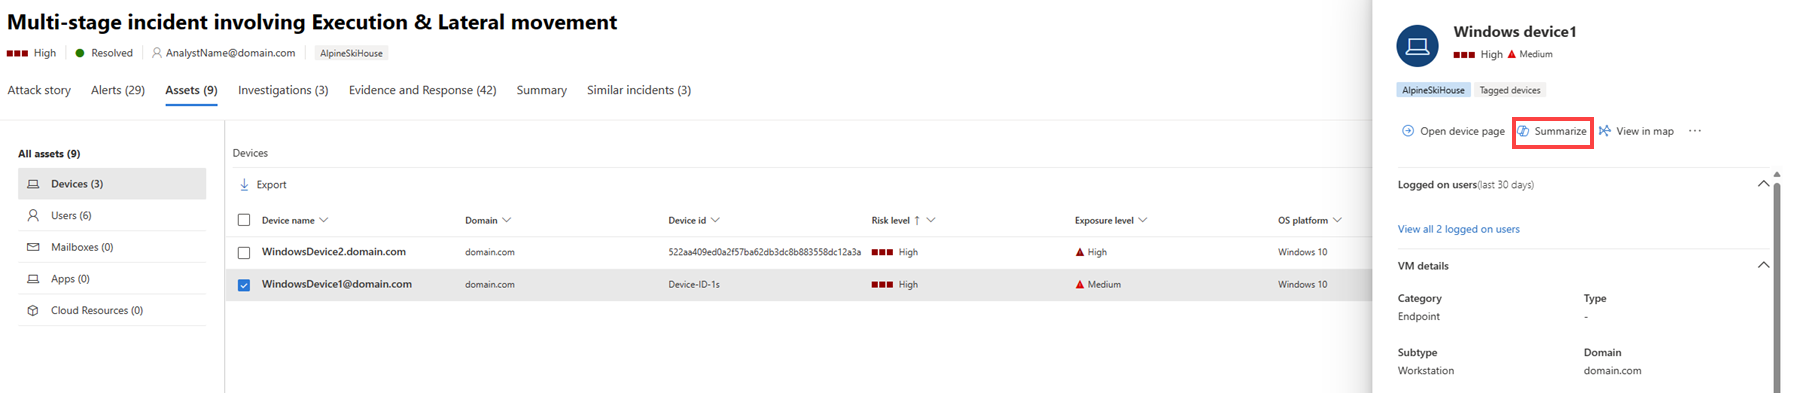 Multi-stage incident involving Execution & Lateral movement
High Resolved AnalystName@domain.com AlpineSkiHouse
Attack story Alerts (29) Assets (9) Investigations (3) Evidence and Response (42) Summary Similar incidents (3)
All assets (9)
Devices (3)
Users (6)
Mailboxes (0)
Apps (0)
Cloud Resources (0)
Devices
Export
Device name Domain Device id Risk level Exposure level OS platform
WindowsDevice2.domain.com domain.com 522aa409ed0a2f57ba62db3dc8b883558dc12a3a High High Windows 10
WindowsDevice1@domain.com domain.com Device-ID-1s High Medium Windows 10
Windows device1
High Medium
AlpineSkiHouse Tagged devices
Open device page Summarize View in map ...
Logged on users(last 30 days)
View all 2 logged on users
VM details
Category Type
Endpoint -
Subtype Domain
Workstation domain.com